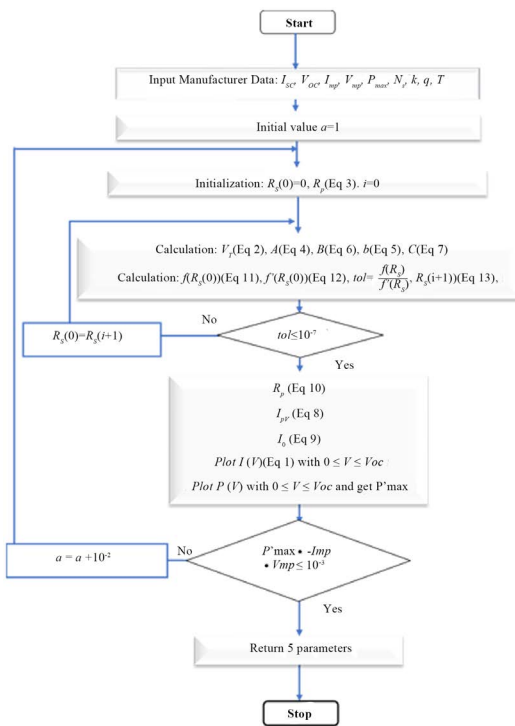 Start
Input Manufacturer Data: I_SC, V_OC, I_mp, V_mp, P_max, N_s, k, q, T
Initial value a=1
Initialization: R_S(0)=0, R_p(Eq 3). i=0
Calculation: V_T(Eq 2), A(Eq 4), B(Eq 6), b(Eq 5), C(Eq 7)
Calculation: f(R_S(0))(Eq 11), f'(R_S(0))(Eq 12), tol= f(R_S)/f'(R_S), R_S(i+1))(Eq 13),
No
R_S(0)=R_S(i+1)
tol≤10^-7
Yes
R_p (Eq 10)
I_pV (Eq 8)
I_0 (Eq 9)
Plot I (V)(Eq 1) with 0 ≤ V ≤ Voc
Plot P (V) with 0 ≤ V ≤ Voc and get P'max
a = a +10^-2
No
P'max • -Imp
• Vmp ≤ 10^-3
Yes
Return 5 parameters
Stop